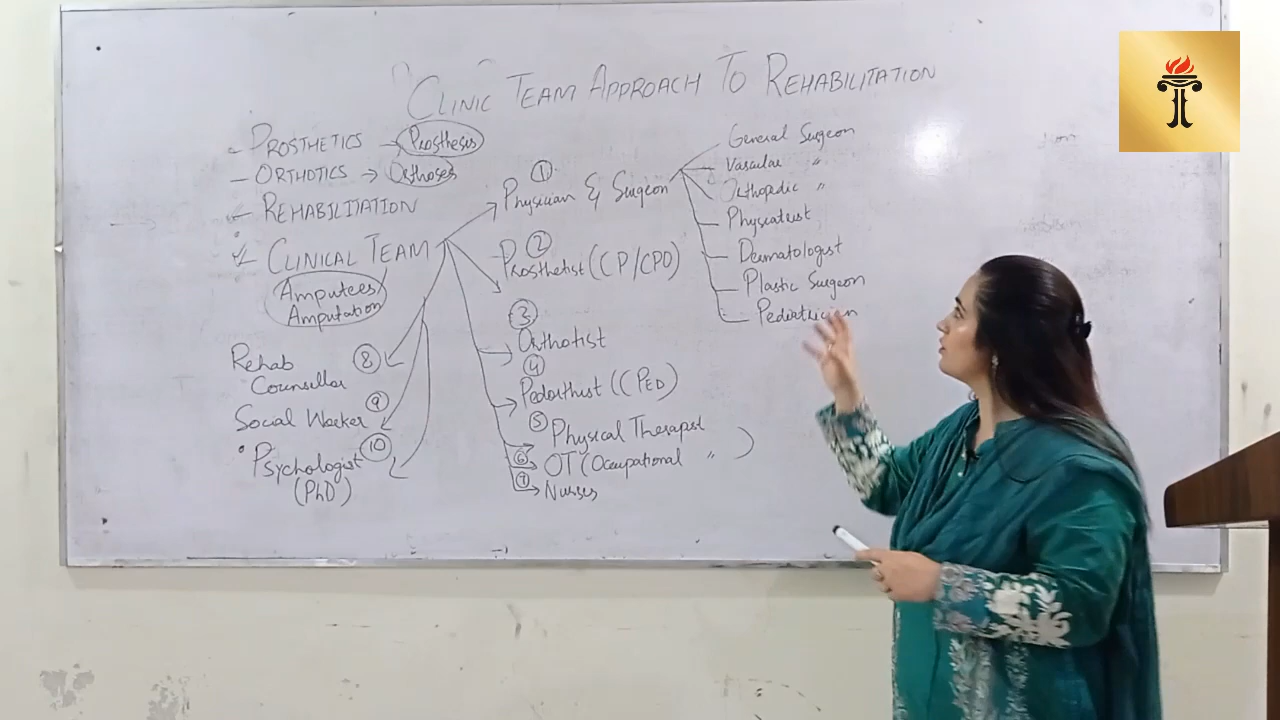 CLINIC TEAM APPROACH TO REHABILITATION
- PROSTHETICS → Prosthesis
- ORTHOTICS → Orthoses
- REHABILITATION
CLINICAL TEAM
Amputees
Amputation
① Physician & Surgeon
General Surgeon
Vascular "
Orthopedic "
Physiatrist
Dermatologist
Plastic Surgeon
Pediatrician
② Prosthetist (CP/CPO)
③ Orthotist
④ Pedorthist (C PED)
⑤ Physical Therapist
⑥ OT (Occupational " )
⑦ Nurses
Rehab ⑧
Counsellor
Social Worker ⑨
• Psychologist ⑩
(PhD)